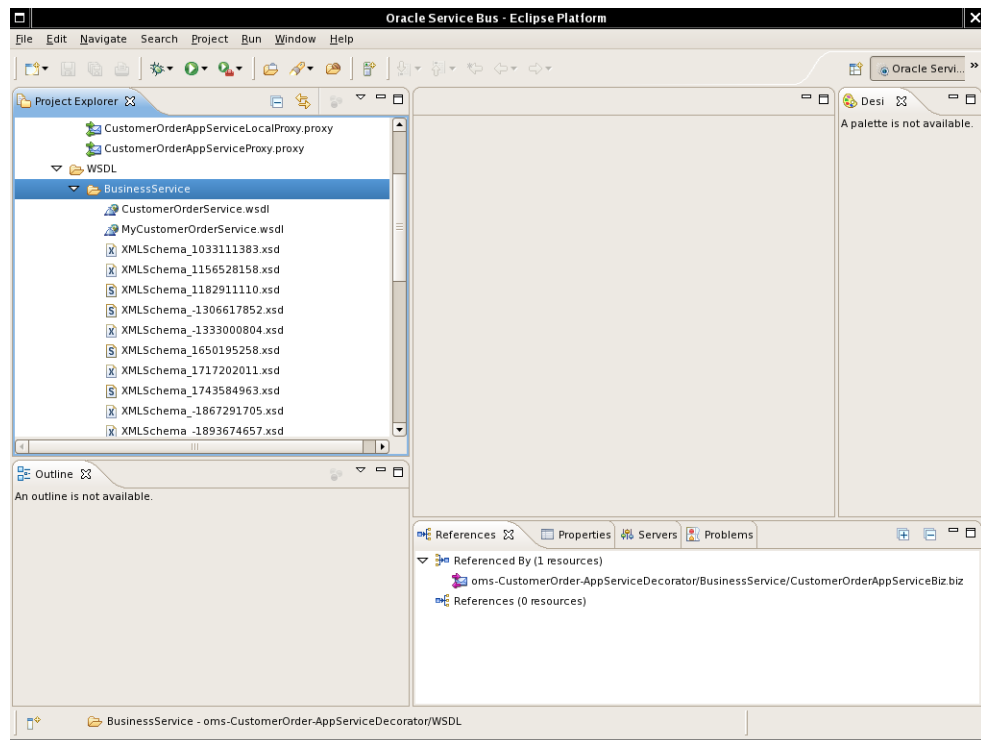 Oracle Service Bus - Eclipse Platform
File Edit Navigate Search Project Run Window Help
Oracle Servi...
Project Explorer
Desi
CustomerOrderAppServiceLocalProxy.proxy
A palette is not available.
CustomerOrderAppServiceProxy.proxy
WSDL
BusinessService
CustomerOrderService.wsdl
MyCustomerOrderService.wsdl
XMLSchema_1033111383.xsd
XMLSchema_1156528158.xsd
XMLSchema_1182911110.xsd
XMLSchema_-1306617852.xsd
XMLSchema_-1333000804.xsd
XMLSchema_1650195258.xsd
XMLSchema_1717202011.xsd
XMLSchema_1743584963.xsd
XMLSchema_-1867291705.xsd
XMLSchema_-1893674657.xsd
Outline
An outline is not available.
References Properties Servers Problems
Referenced By (1 resources)
oms-CustomerOrder-AppServiceDecorator/BusinessService/CustomerOrderAppServiceBiz.biz
References (0 resources)
BusinessService - oms-CustomerOrder-AppServiceDecorator/WSDL